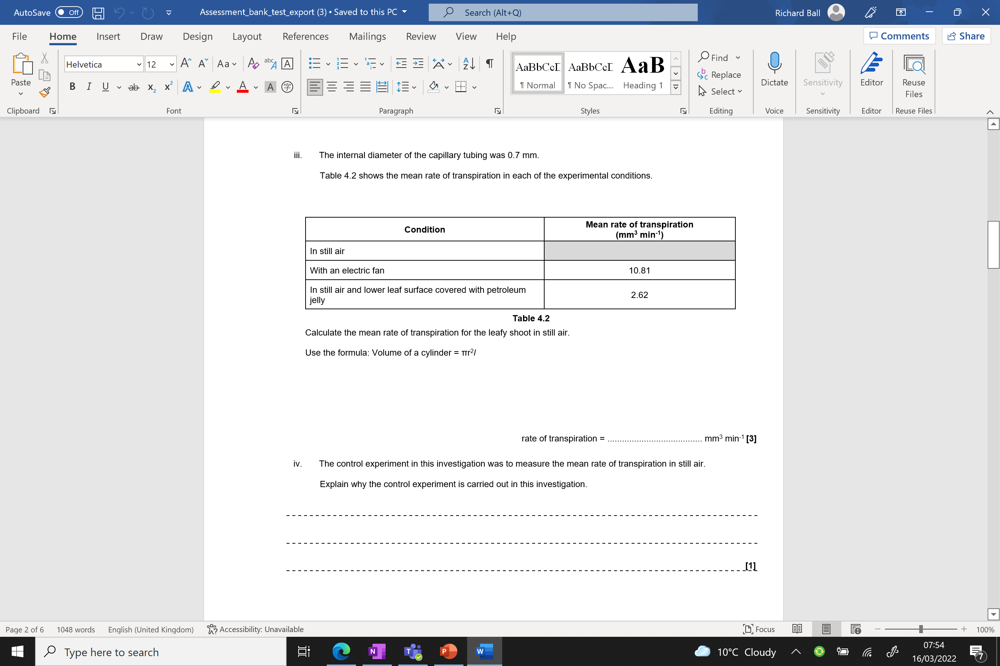 AutoSave Off Assessment_bank_test_export (3) • Saved to this PC Search (Alt+Q) Richard Ball
File Home Insert Draw Design Layout References Mailings Review View Help Comments Share
Helvetica 12
Paste
AaBbCcI AaBbCcI AaB
¶ Normal ¶ No Spac... Heading 1
Find
Replace
Select
Dictate Sensitivity Editor Reuse Files
Clipboard Font Paragraph Styles Editing Voice Sensitivity Editor Reuse Files
iii. The internal diameter of the capillary tubing was 0.7 mm.
Table 4.2 shows the mean rate of transpiration in each of the experimental conditions.
Condition Mean rate of transpiration (mm³ min⁻¹)
In still air
With an electric fan 10.81
In still air and lower leaf surface covered with petroleum jelly 2.62
Table 4.2
Calculate the mean rate of transpiration for the leafy shoot in still air.
Use the formula: Volume of a cylinder = πr²l
rate of transpiration = ....................................... mm³ min⁻¹ [3]
iv. The control experiment in this investigation was to measure the mean rate of transpiration in still air.
Explain why the control experiment is carried out in this investigation.
[1]
Page 2 of 6 1048 words English (United Kingdom) Accessibility: Unavailable Focus 100%
Type here to search 10°C Cloudy 07:54
16/03/2022 7